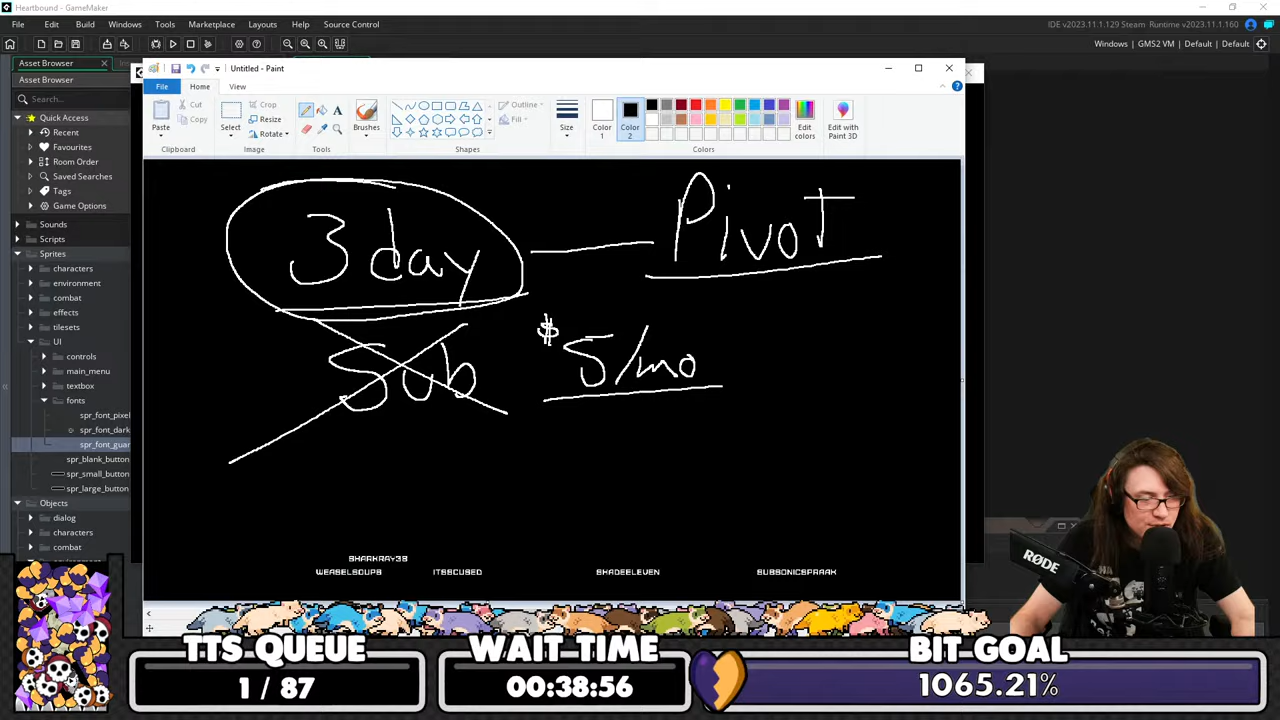 Heartbound - GameMaker
File Edit Build Windows Tools Marketplace Layouts Help Source Control
IDE v2023.11.1.129 Steam Runtime v2023.11.1.160
Windows | GMS2 VM | Default | Default
Asset Browser
Asset Browser
Search...
Quick Access
Recent
Favourites
Room Order
Saved Searches
Tags
Game Options
Sounds
Scripts
Sprites
characters
environment
combat
effects
tilesets
UI
controls
main_menu
textbox
fonts
spr_font_pixel
spr_font_dark
spr_font_guar
spr_blank_button
spr_small_button
spr_large_button
Objects
dialog
characters
combat
Untitled - Paint
File Home View
Paste
Cut
Copy
Clipboard
Select
Crop
Resize
Rotate
Image
Tools
Brushes
Outline
Fill
Shapes
Size
Color 1
Color 2
Edit colors
Edit with Paint 3D
Colors
3 day
Pivot
Sub
$5/mo
SHARKRAY38
WEASELSOUPS ITSSCUSED SHADEELEVEN SUBSONICSPRAAK
RØDE
TTS QUEUE
1 / 87
WAIT TIME
00:38:56
BIT GOAL
1065.21%